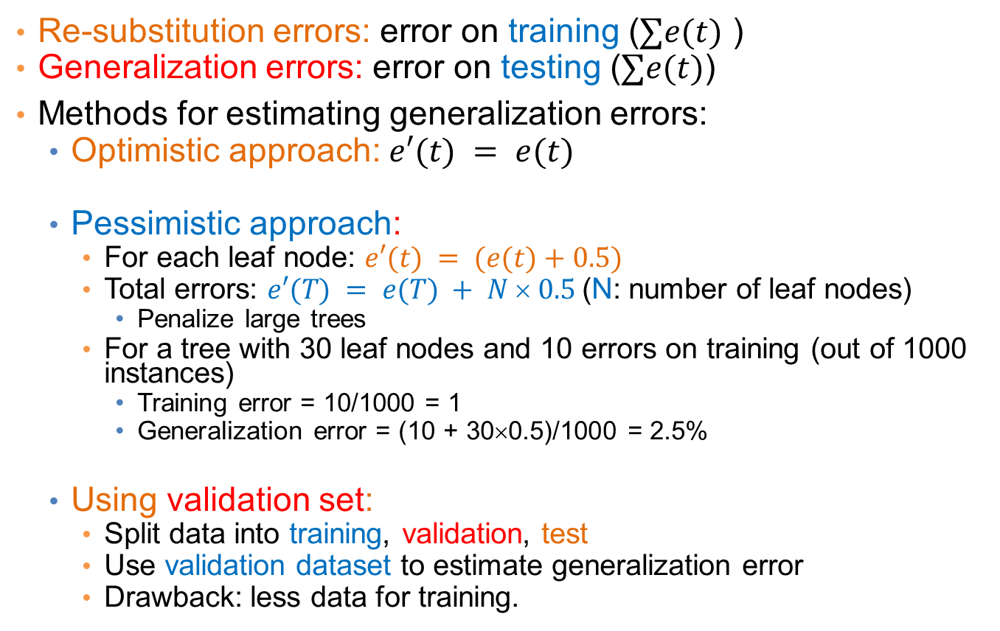 • Re-substitution errors: error on training (∑e(t) )
• Generalization errors: error on testing (∑e(t))
• Methods for estimating generalization errors:
• Optimistic approach: e′(t) = e(t)
• Pessimistic approach:
• For each leaf node: e′(t) = (e(t) + 0.5)
• Total errors: e′(T) = e(T) + N × 0.5 (N: number of leaf nodes)
• Penalize large trees
• For a tree with 30 leaf nodes and 10 errors on training (out of 1000
instances)
• Training error = 10/1000 = 1
• Generalization error = (10 + 30×0.5)/1000 = 2.5%
• Using validation set:
• Split data into training, validation, test
• Use validation dataset to estimate generalization error
• Drawback: less data for training.